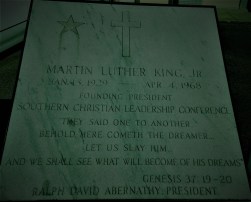 MARTIN LUTHER KING, JR.
JAN. 15, 1929 APR. 4, 1968
FOUNDING PRESIDENT
SOUTHERN CHRISTIAN LEADERSHIP CONFERENCE
"THEY SAID ONE TO ANOTHER,
BEHOLD, HERE COMETH THE DREAMER...
LET US SLAY HIM...
AND WE SHALL SEE WHAT WILL BECOME OF HIS DREAMS"
GENESIS 37: 19-20
RALPH DAVID ABERNATHY: PRESIDENT